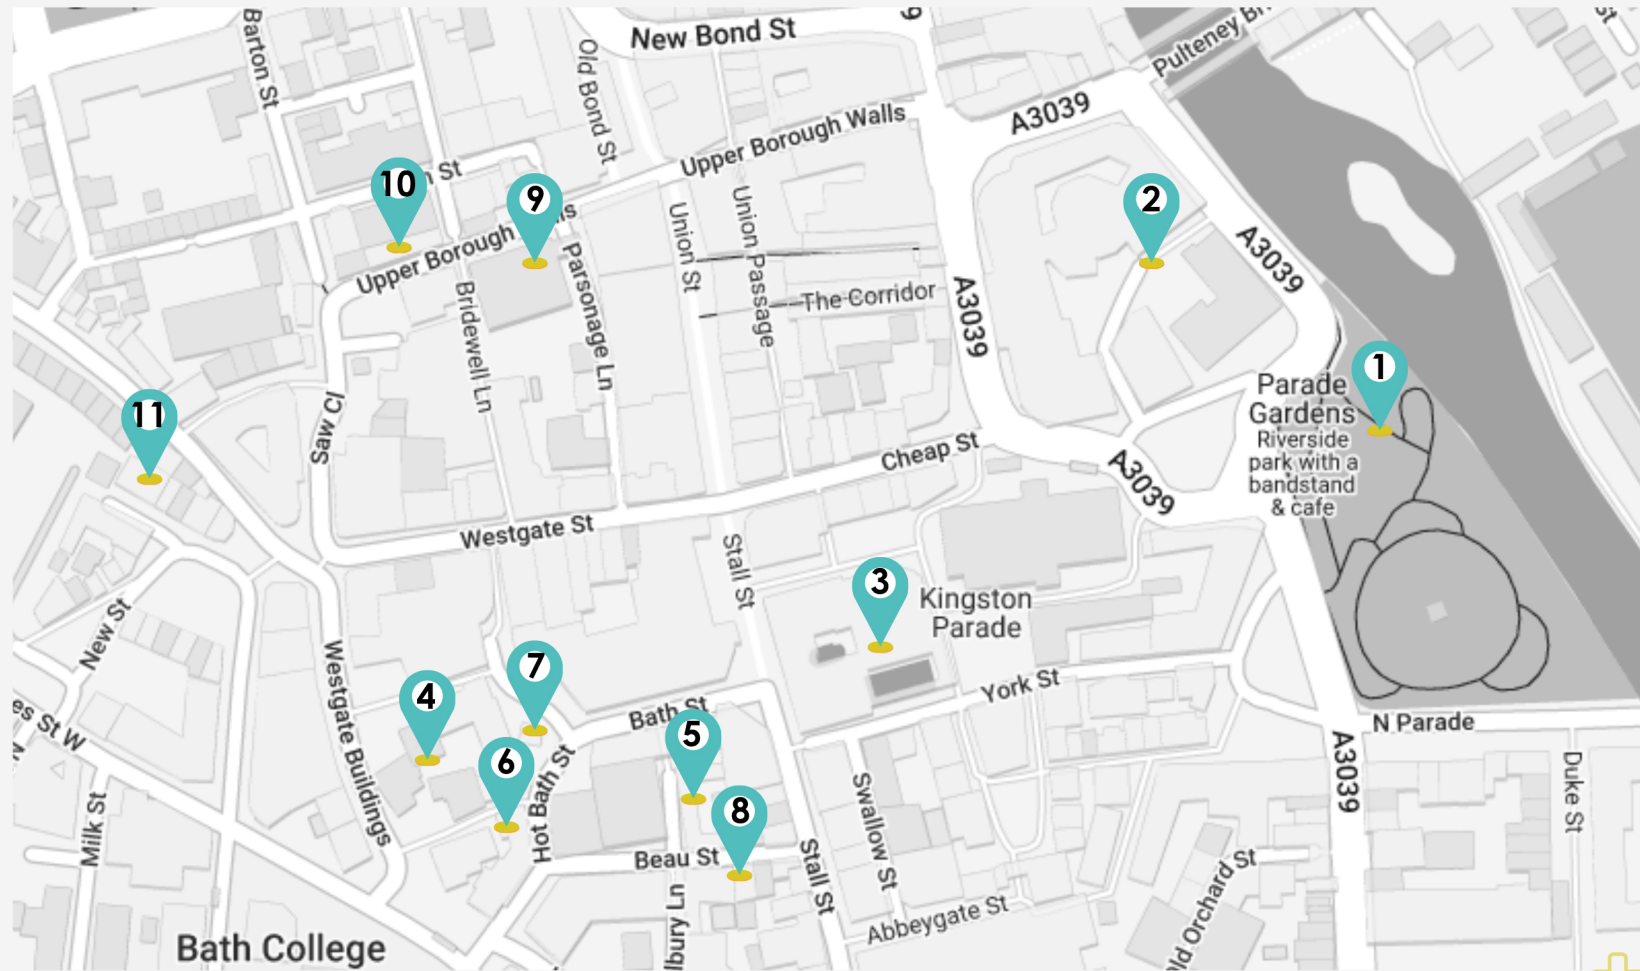 Barton St
Old Bond St
New Bond St
Pulteney
A3039
Upper Borough Walls
10
St
9
2
Upper Borough
Union St
Union Passage
A3039
Parsonage Ln
Bridewell Ln
The Corridor
A3039
1
Parade
Gardens
Riverside
park with a
bandstand
& cafe
11
Saw Cl
Cheap St
A3039
Westgate St
Stall St
3
Kingston
Parade
New St
Westgate Buildings
7
4
York St
Bath St
N Parade
5
6
Hot Bath St
8
A3039
Duke St
Swallow St
Milk St
Beau St
Stall St
Abbeygate St
Old Orchard St
Bath College